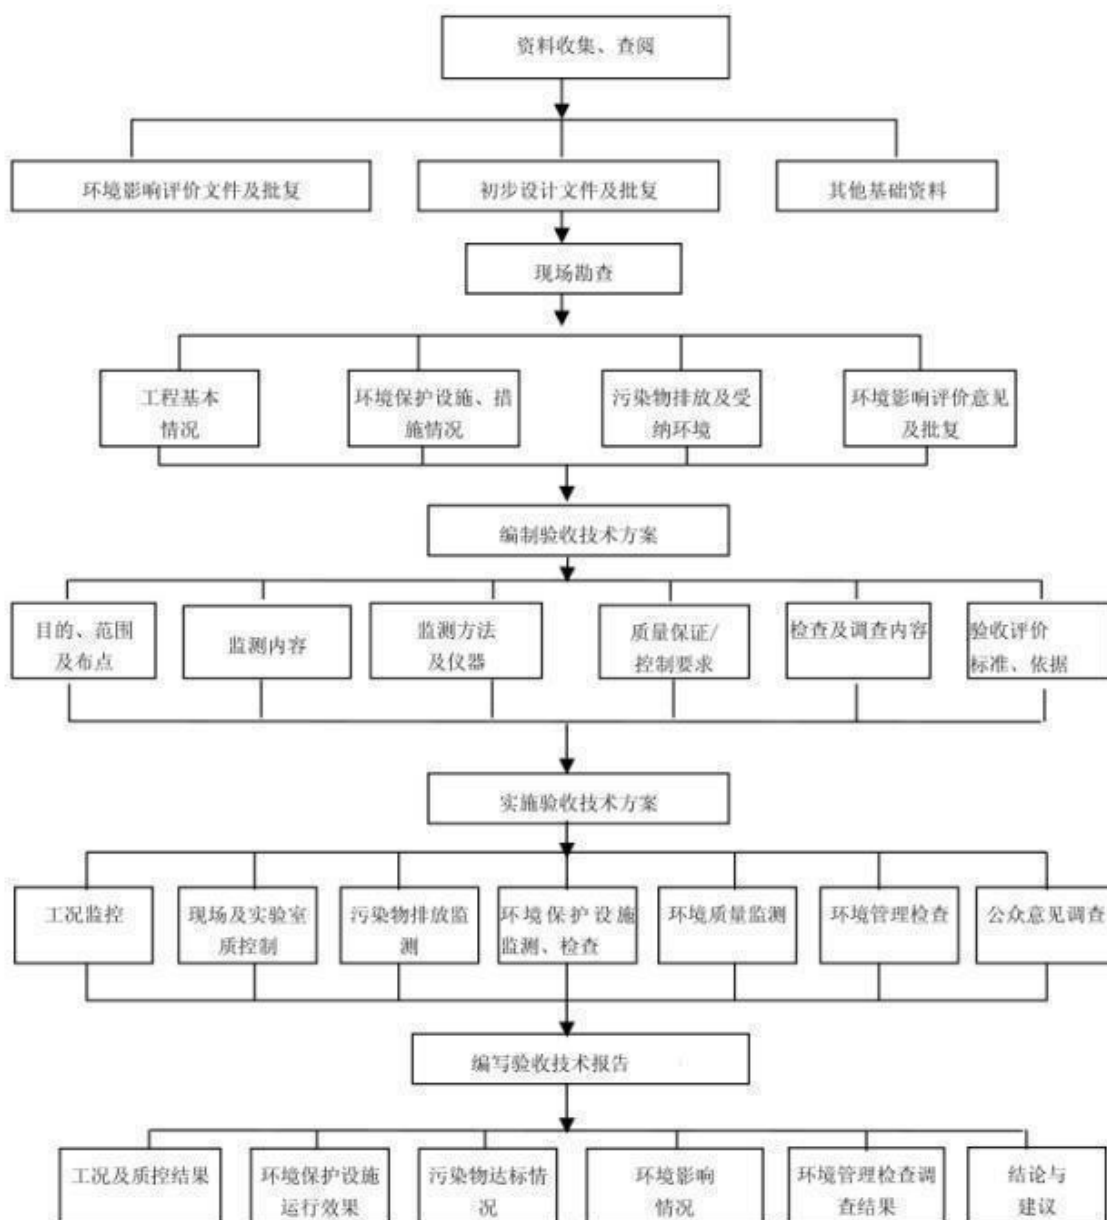 资料收集、查阅
环境影响评价文件及批复
初步设计文件及批复
其他基础资料
现场勘查
工程基本
情况
环境保护设施、措
施情况
污染物排放及受
纳环境
环境影响评价意见
及批复
编制验收技术方案
目的、范围
及布点
监测内容
监测方法
及仪器
质量保证/
控制要求
检查及调查内容
验收评价
标准、依据
实施验收技术方案
工况监控
现场及实验室
质控制
污染物排放监
测
环境保护设施
监测、检查
环境质量监测
环境管理检查
公众意见调查
编写验收技术报告
工况及质控结果
环境保护设施
运行效果
污染物达标情
况
环境影响
情况
环境管理检查调
查结果
结论与
建议